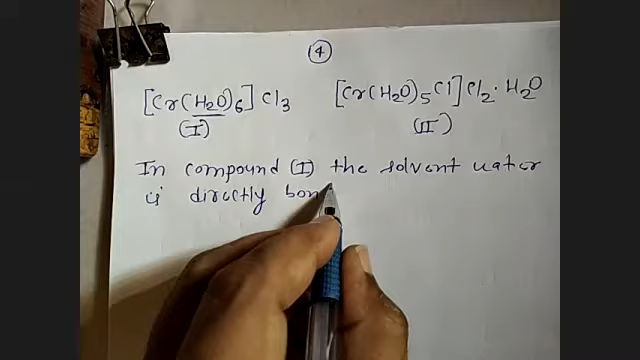 4
[Cr(H2O)6]Cl3 [Cr(H2O)5Cl]Cl2·H2O
(I) (II)
In compound (I) the solvent water
is directly bon